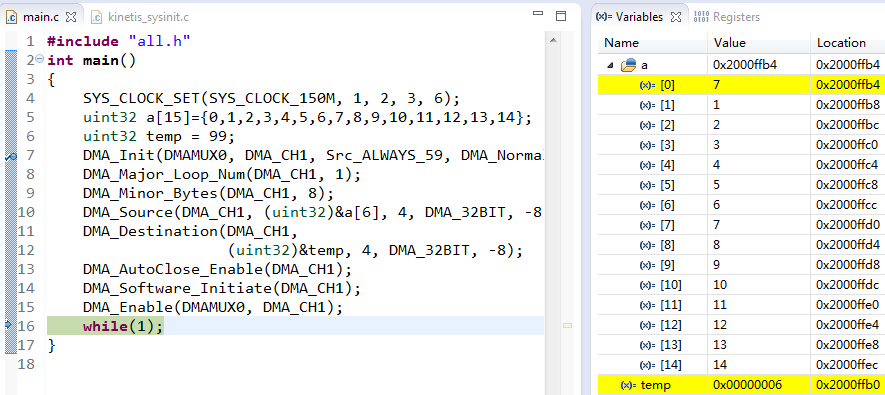 main.c kinetis_sysinit.c
1 #include "all.h"
2 int main()
3 {
4 SYS_CLOCK_SET(SYS_CLOCK_150M, 1, 2, 3, 6);
5 uint32 a[15]={0,1,2,3,4,5,6,7,8,9,10,11,12,13,14};
6 uint32 temp = 99;
7 DMA_Init(DMAMUX0, DMA_CH1, Src_ALWAYS_59, DMA_Norma
8 DMA_Major_Loop_Num(DMA_CH1, 1);
9 DMA_Minor_Bytes(DMA_CH1, 8);
10 DMA_Source(DMA_CH1, (uint32)&a[6], 4, DMA_32BIT, -8
11 DMA_Destination(DMA_CH1,
12 (uint32)&temp, 4, DMA_32BIT, -8);
13 DMA_AutoClose_Enable(DMA_CH1);
14 DMA_Software_Initiate(DMA_CH1);
15 DMA_Enable(DMAMUX0, DMA_CH1);
16 while(1);
17 }
18
(x)= Variables 1010 0101 Registers
Name Value Location
a 0x2000ffb4 0x2000ffb4
(x)= [0] 7 0x2000ffb4
(x)= [1] 1 0x2000ffb8
(x)= [2] 2 0x2000ffbc
(x)= [3] 3 0x2000ffc0
(x)= [4] 4 0x2000ffc4
(x)= [5] 5 0x2000ffc8
(x)= [6] 6 0x2000ffcc
(x)= [7] 7 0x2000ffd0
(x)= [8] 8 0x2000ffd4
(x)= [9] 9 0x2000ffd8
(x)= [10] 10 0x2000ffdc
(x)= [11] 11 0x2000ffe0
(x)= [12] 12 0x2000ffe4
(x)= [13] 13 0x2000ffe8
(x)= [14] 14 0x2000ffec
(x)= temp 0x00000006 0x2000ffb0